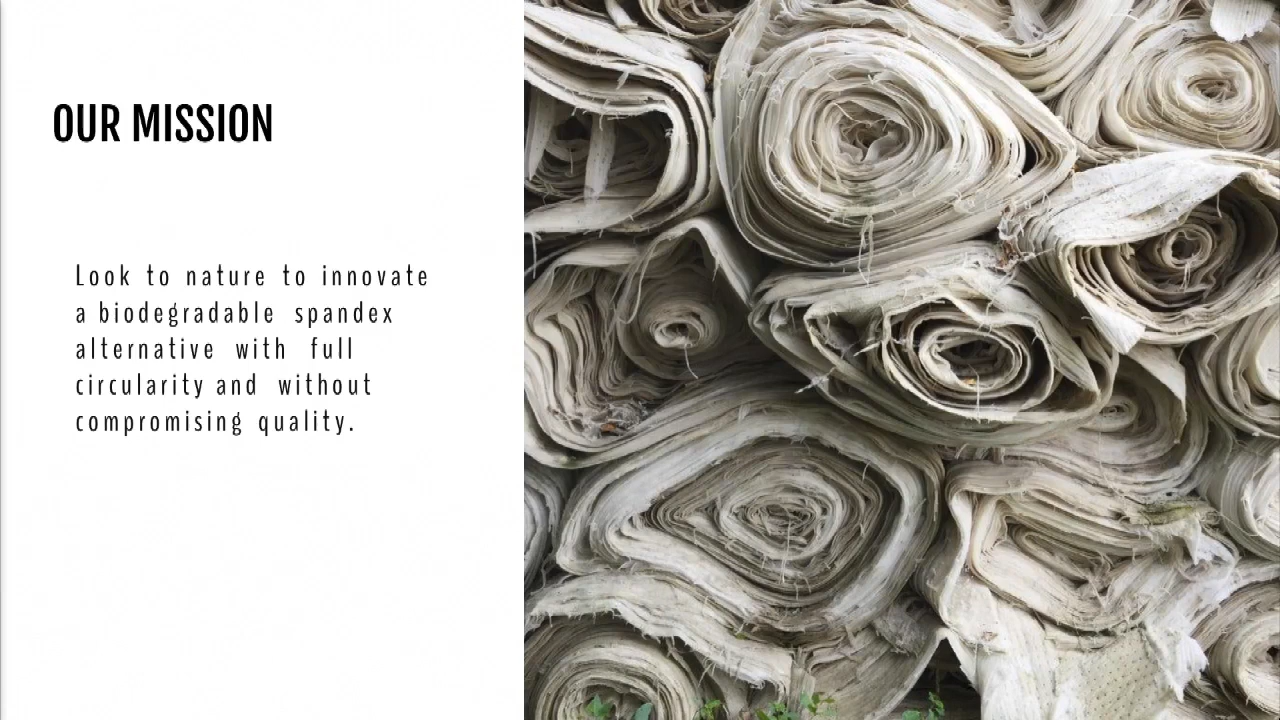 OUR MISSION
Look to nature to innovate
a biodegradable spandex
alternative with full
circularity and without
compromising quality.